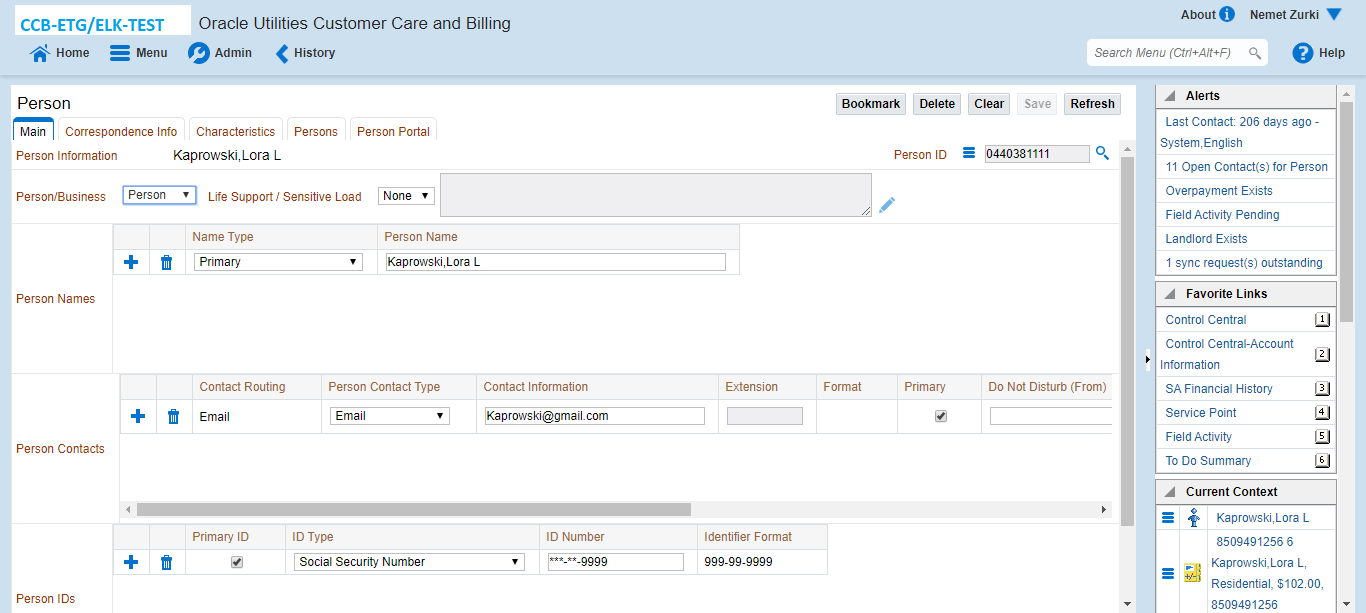 CCB-ETG/ELK-TEST Oracle Utilities Customer Care and Billing About Nemet Zurki
Home Menu Admin History Search Menu (Ctrl+Alt+F) Help
Person Bookmark Delete Clear Save Refresh
Main Correspondence Info Characteristics Persons Person Portal
Person Information Kaprowski,Lora L Person ID 0440381111
Person/Business Person Life Support / Sensitive Load None
Name Type Person Name
Primary Kaprowski,Lora L
Person Names
Contact Routing Person Contact Type Contact Information Extension Format Primary Do Not Disturb (From)
Email Email Kaprowski@gmail.com
Person Contacts
Primary ID ID Type ID Number Identifier Format
Social Security Number ***-**-9999 999-99-9999
Person IDs
Alerts
Last Contact: 206 days ago -
System,English
11 Open Contact(s) for Person
Overpayment Exists
Field Activity Pending
Landlord Exists
1 sync request(s) outstanding
Favorite Links
Control Central 1
Control Central-Account
Information 2
SA Financial History 3
Service Point 4
Field Activity 5
To Do Summary 6
Current Context
Kaprowski,Lora L
8509491256 6
Kaprowski,Lora L,
Residential, $102.00,
8509491256